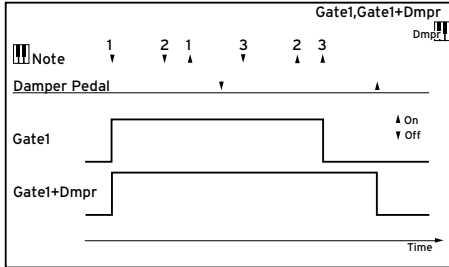 Gate1,Gate1+Dmpr
Dmpr
1 2 1 3 2 3
Note
Damper Pedal
On
Gate1
Off
Gate1+Dmpr
Time